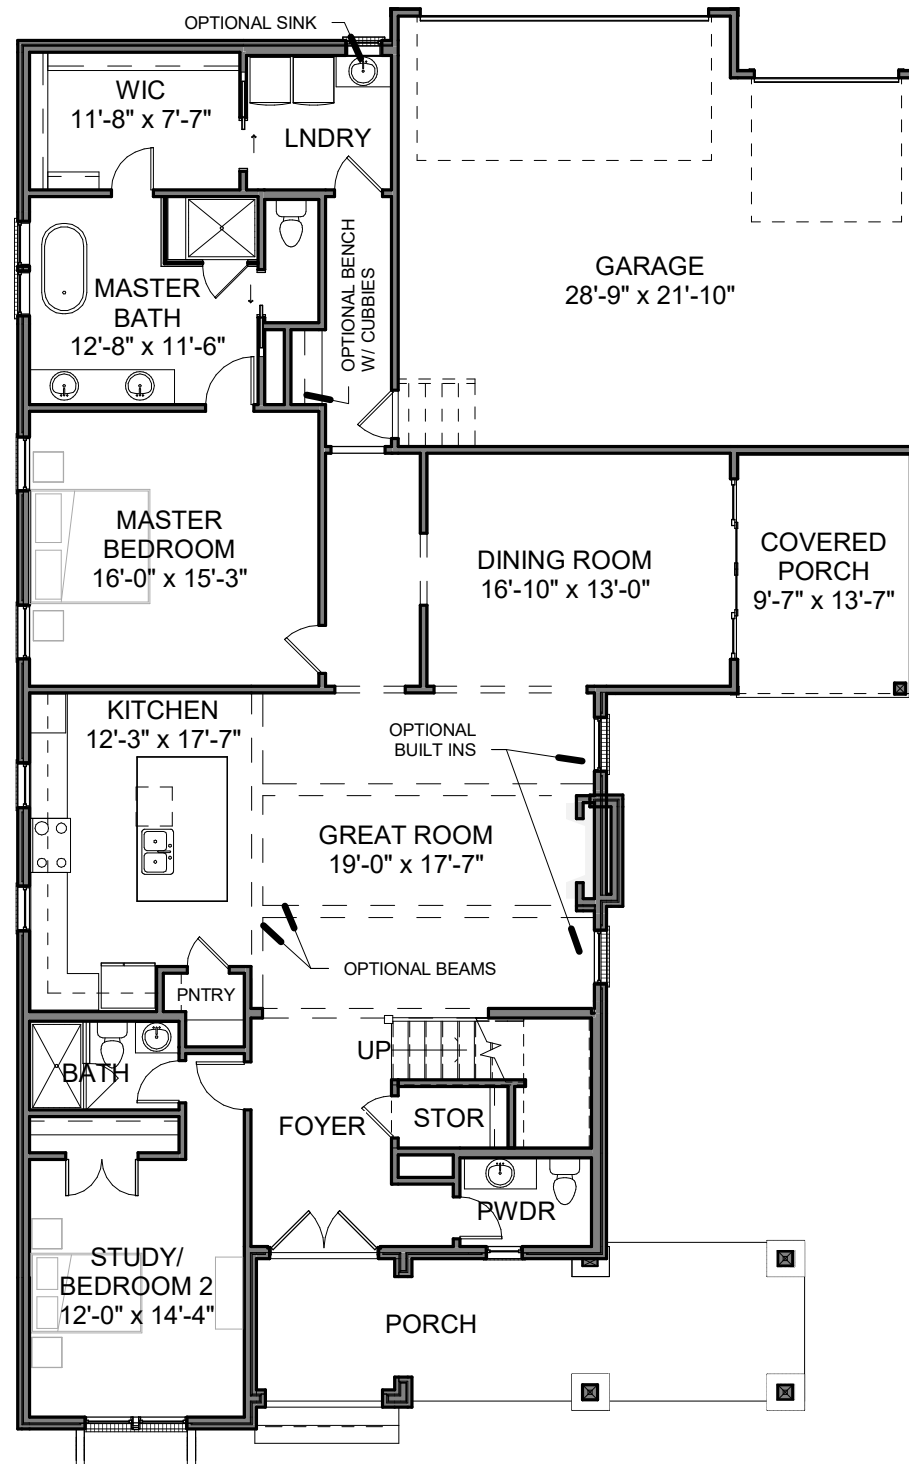 OPTIONAL SINK
WIC
11'-8" x 7'-7"
LNDRY
GARAGE
28'-9" x 21'-10"
OPTIONAL BENCH
W/ CUBBIES
MASTER
BATH
12'-8" x 11'-6"
MASTER
BEDROOM
16'-0" x 15'-3"
DINING ROOM
16'-10" x 13'-0"
COVERED
PORCH
9'-7" x 13'-7"
KITCHEN
12'-3" x 17'-7"
OPTIONAL
BUILT INS
GREAT ROOM
19'-0" x 17'-7"
OPTIONAL BEAMS
PNTRY
UP
BATH
FOYER
STOR
PWDR
STUDY/
BEDROOM 2
12'-0" x 14'-4"
PORCH